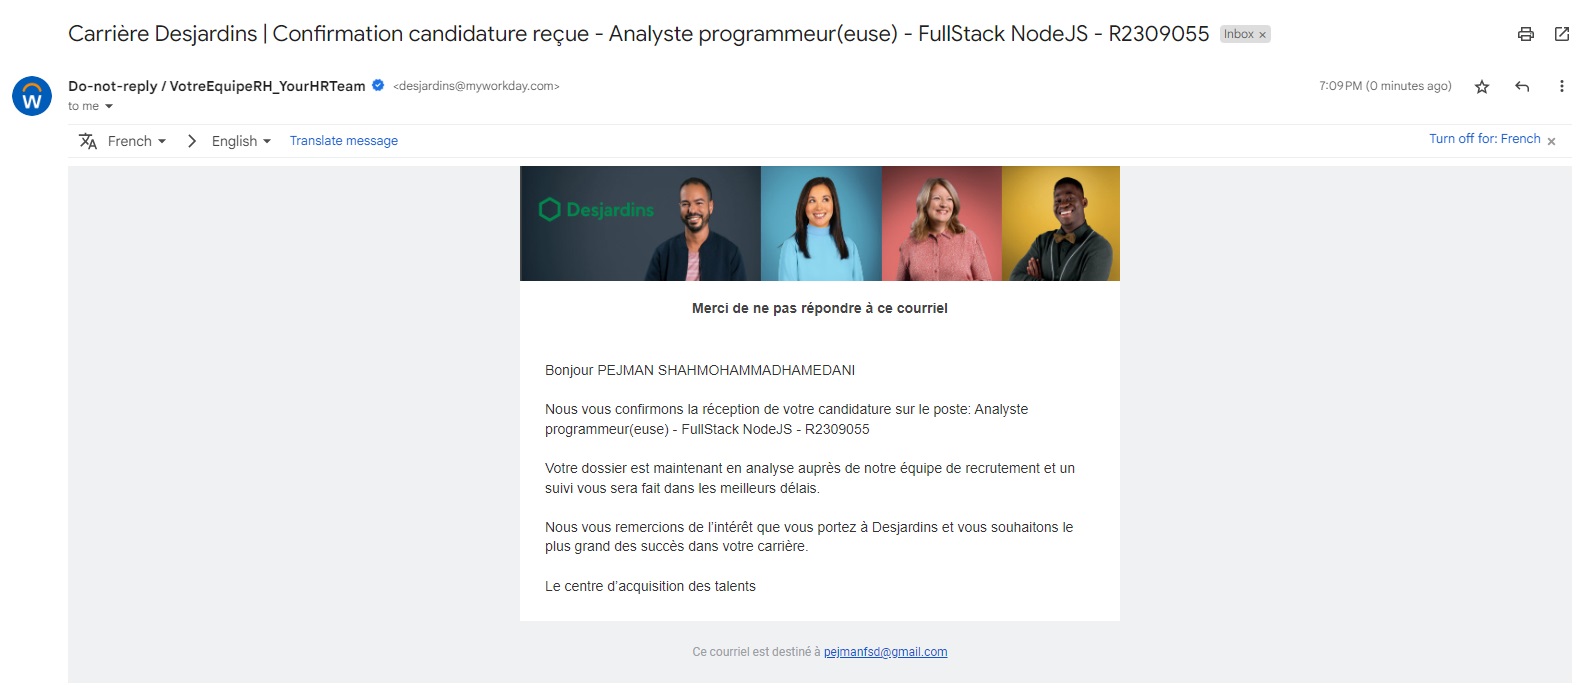 Carrière Desjardins | Confirmation candidature reçue - Analyste programmeur(euse) - FullStack NodeJS - R2309055 Inbox ×
Do-not-reply / VotreEquipeRH_YourHRTeam <desjardins@myworkday.com> 7:09 PM (0 minutes ago)
to me
French > English Translate message Turn off for: French ×
Desjardins
Merci de ne pas répondre à ce courriel
Bonjour PEJMAN SHAHMOHAMMADHAMEDANI
Nous vous confirmons la réception de votre candidature sur le poste: Analyste
programmeur(euse) - FullStack NodeJS - R2309055
Votre dossier est maintenant en analyse auprès de notre équipe de recrutement et un
suivi vous sera fait dans les meilleurs délais.
Nous vous remercions de l’intérêt que vous portez à Desjardins et vous souhaitons le
plus grand des succès dans votre carrière.
Le centre d’acquisition des talents
Ce courriel est destiné à pejmanfsd@gmail.com